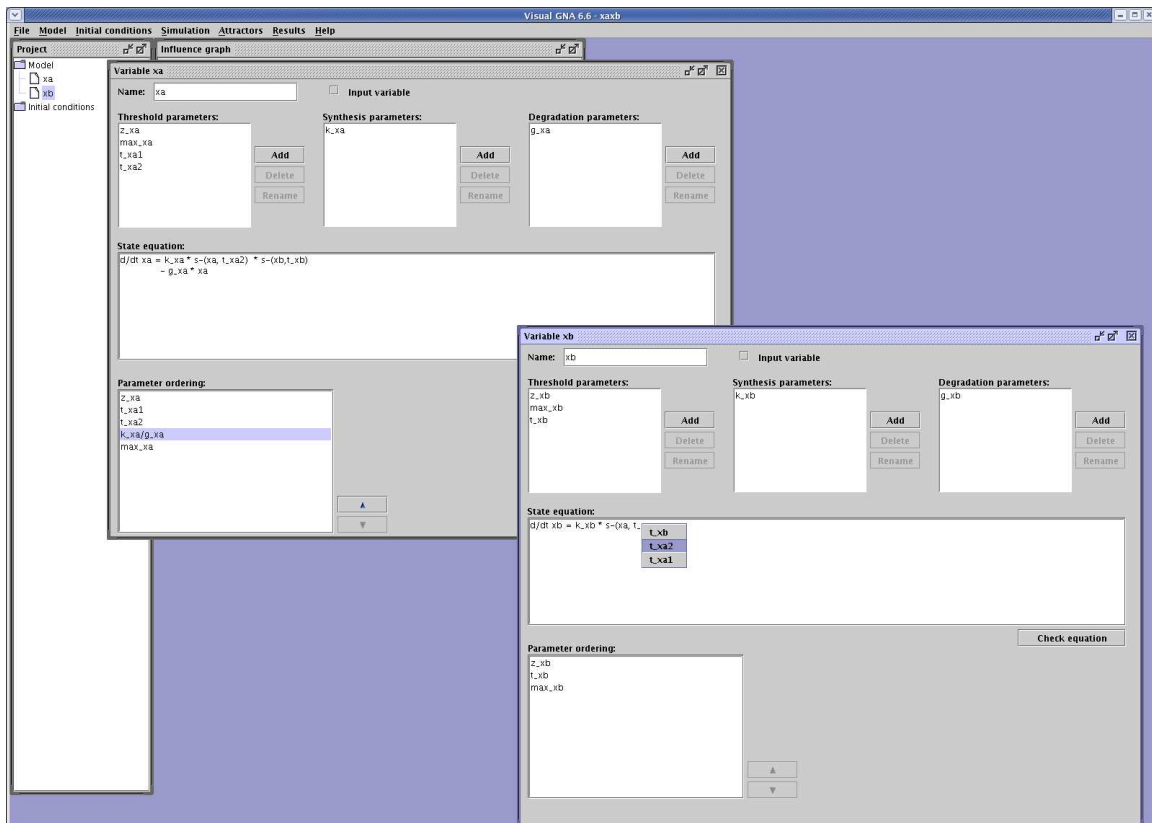 Visual GNA 6.6 - xaxb
File Model Initial conditions Simulation Attractors Results Help
Project
Influence graph
Model
xa
xb
Initial conditions
Variable xa
Name: xa Input variable
Threshold parameters: Synthesis parameters: Degradation parameters:
z_xa k_xa g_xa
max_xa
t_xa1
t_xa2
Add Add Add
Delete Delete Delete
Rename Rename Rename
State equation:
d/dt xa = k_xa * s-(xa, t_xa2) * s-(xb,t_xb)
- g_xa * xa
Parameter ordering:
z_xa
t_xa1
t_xa2
k_xa/g_xa
max_xa
Variable xb
Name: xb Input variable
Threshold parameters: Synthesis parameters: Degradation parameters:
z_xb k_xb g_xb
max_xb
t_xb
Add Add Add
Delete Delete Delete
Rename Rename Rename
State equation:
d/dt xb = k_xb * s-(xa, t_
t_xb
t_xa2
t_xa1
Check equation
Parameter ordering:
z_xb
t_xb
max_xb